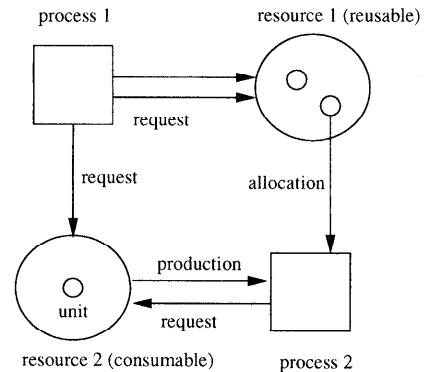 process 1
resource 1 (reusable)
request
request
allocation
production
unit
request
resource 2 (consumable)
process 2